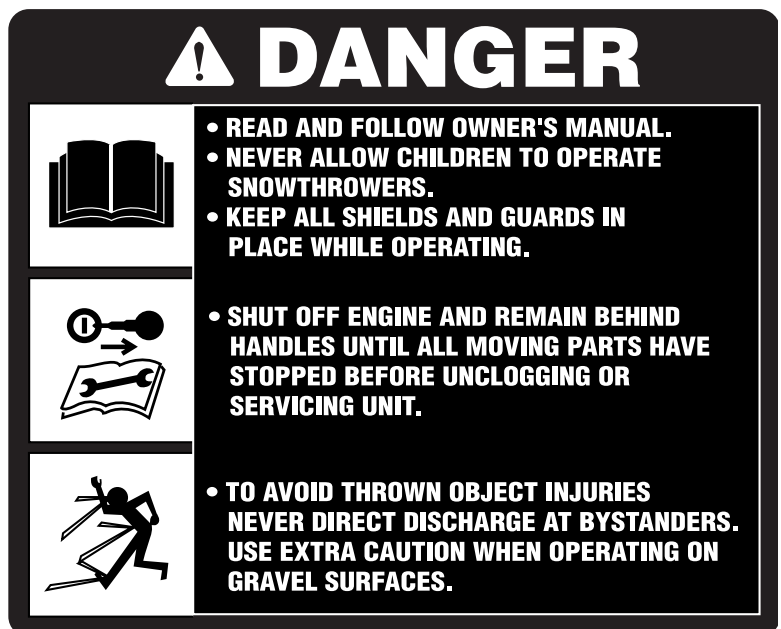 DANGER
• READ AND FOLLOW OWNER'S MANUAL.
• NEVER ALLOW CHILDREN TO OPERATE
SNOWTHROWERS.
• KEEP ALL SHIELDS AND GUARDS IN
PLACE WHILE OPERATING.
• SHUT OFF ENGINE AND REMAIN BEHIND
HANDLES UNTIL ALL MOVING PARTS HAVE
STOPPED BEFORE UNCLOGGING OR
SERVICING UNIT.
• TO AVOID THROWN OBJECT INJURIES
NEVER DIRECT DISCHARGE AT BYSTANDERS.
USE EXTRA CAUTION WHEN OPERATING ON
GRAVEL SURFACES.